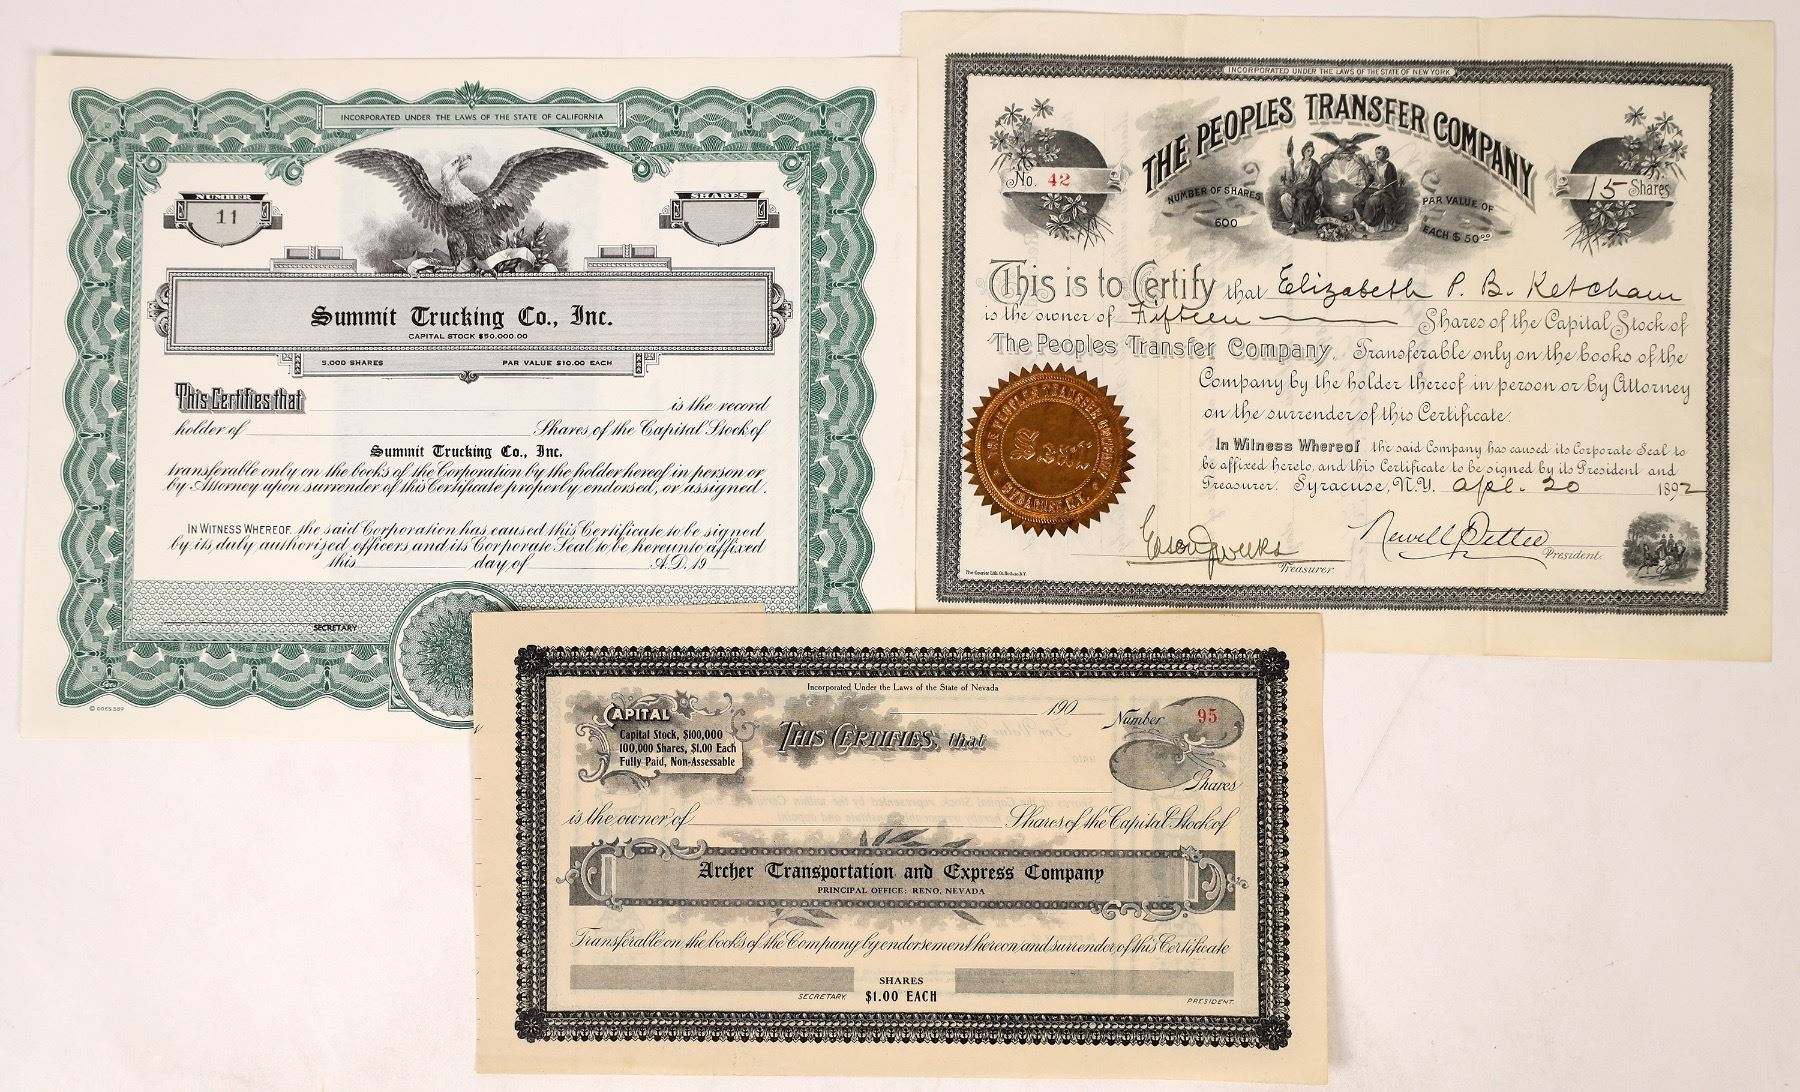 INCORPORATED UNDER THE LAWS OF THE STATE OF CALIFORNIA
NUMBER
11
SHARES
Summit Trucking Co., Inc.
CAPITAL STOCK $50,000.00
5,000 SHARES PAR VALUE $10.00 EACH
This Certifies that is the record
holder of Shares of the Capital Stock of
Summit Trucking Co., Inc.
transferable only on the books of the Corporation by the holder hereof in person or
by Attorney upon surrender of this Certificate properly endorsed, or assigned.
IN WITNESS WHEREOF, the said Corporation has caused this Certificate to be signed
by its duly authorized officers and its Corporate Seal to be hereunto affixed
this day of A.D. 19
SECRETARY
INCORPORATED UNDER THE LAWS OF THE STATE OF NEW YORK
THE PEOPLES TRANSFER COMPANY
No. 42
NUMBER OF SHARES
600
PAR VALUE OF
EACH $50.00
15 Shares
This is to Certify that Elizabeth P. B. Ketcham
is the owner of Fifteen Shares of the Capital Stock of
The Peoples Transfer Company, Transferable only on the books of the
Company by the holder thereof in person or by Attorney
on the surrender of this Certificate
In Witness Whereof the said Company has caused its Corporate Seal to
be affixed hereto, and this Certificate to be signed by its President and
Treasurer. Syracuse, N.Y. Apl. 20 1892
THE PEOPLES TRANSFER COMPANY
Seal
SYRACUSE N.Y.
Treasurer
President.
Incorporated Under the Laws of the State of Nevada
190
CAPITAL
Capital Stock, $100,000
100,000 Shares, $1.00 Each
Fully Paid, Non-Assessable
THIS CERTIFIES, that
Number 95
Shares
is the owner of Shares of the Capital Stock of
Archer Transportation and Express Company
PRINCIPAL OFFICE: RENO, NEVADA
Transferable on the books of the Company by endorsement hereon and surrender of this Certificate
SHARES
$1.00 EACH
SECRETARY.
PRESIDENT.